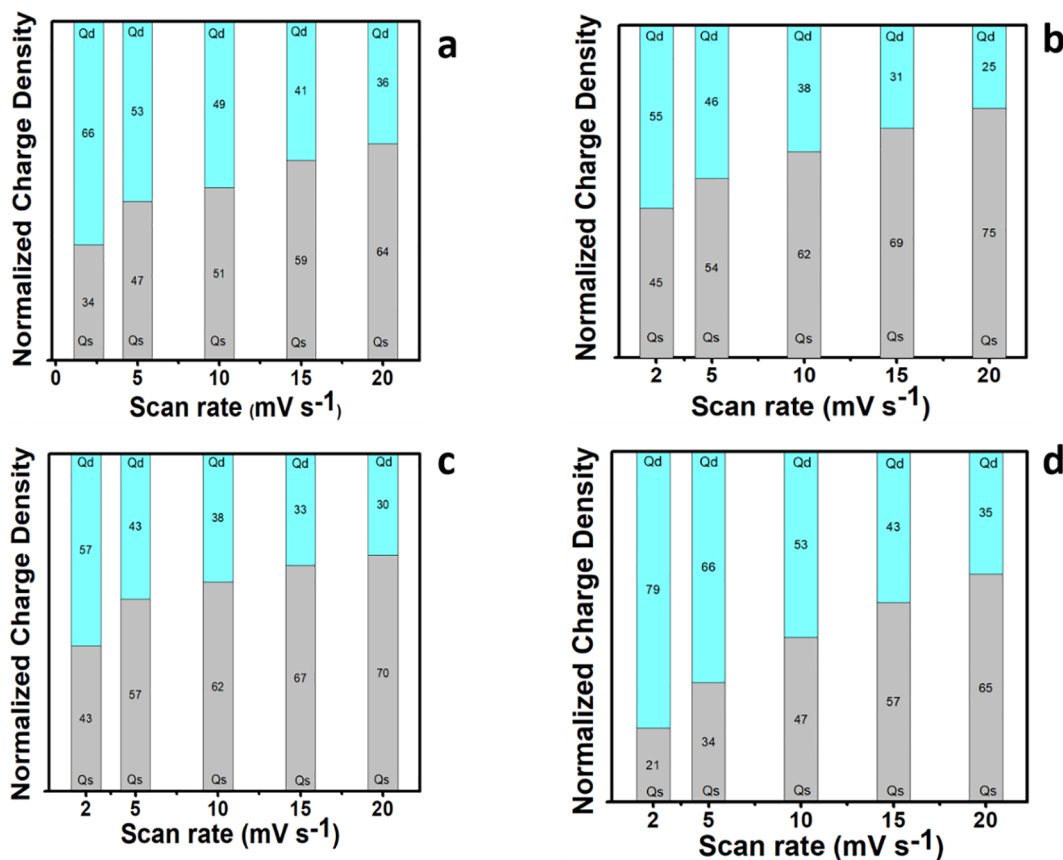 a
Normalized Charge Density
Qd Qd Qd Qd Qd
66 53 49 41 36
34 47 51 59 64
Qs Qs Qs Qs Qs
0 5 10 15 20
Scan rate (mV s-1)
b
Normalized Charge Density
Qd Qd Qd Qd Qd
55 46 38 31 25
45 54 62 69 75
Qs Qs Qs Qs Qs
2 5 10 15 20
Scan rate (mV s-1)
c
Normalized Charge Density
Qd Qd Qd Qd Qd
57 43 38 33 30
43 57 62 67 70
Qs Qs Qs Qs Qs
2 5 10 15 20
Scan rate (mV s-1)
d
Normalized Charge Density
Qd Qd Qd Qd Qd
79 66 53 43 35
21 34 47 57 65
Qs Qs Qs Qs Qs
2 5 10 15 20
Scan rate (mV s-1)